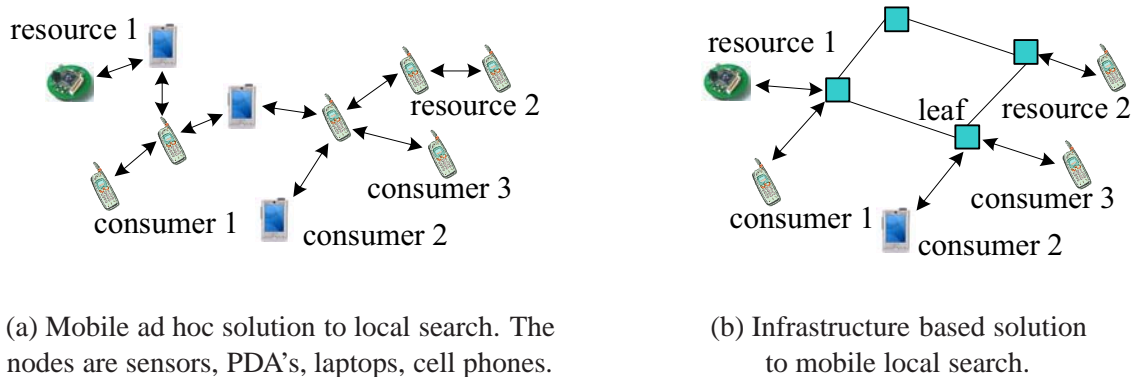 resource 1
resource 2
consumer 3
consumer 1
consumer 2
(a) Mobile ad hoc solution to local search. The
nodes are sensors, PDA's, laptops, cell phones.
resource 1
leaf
resource 2
consumer 1
consumer 3
consumer 2
(b) Infrastructure based solution
to mobile local search.